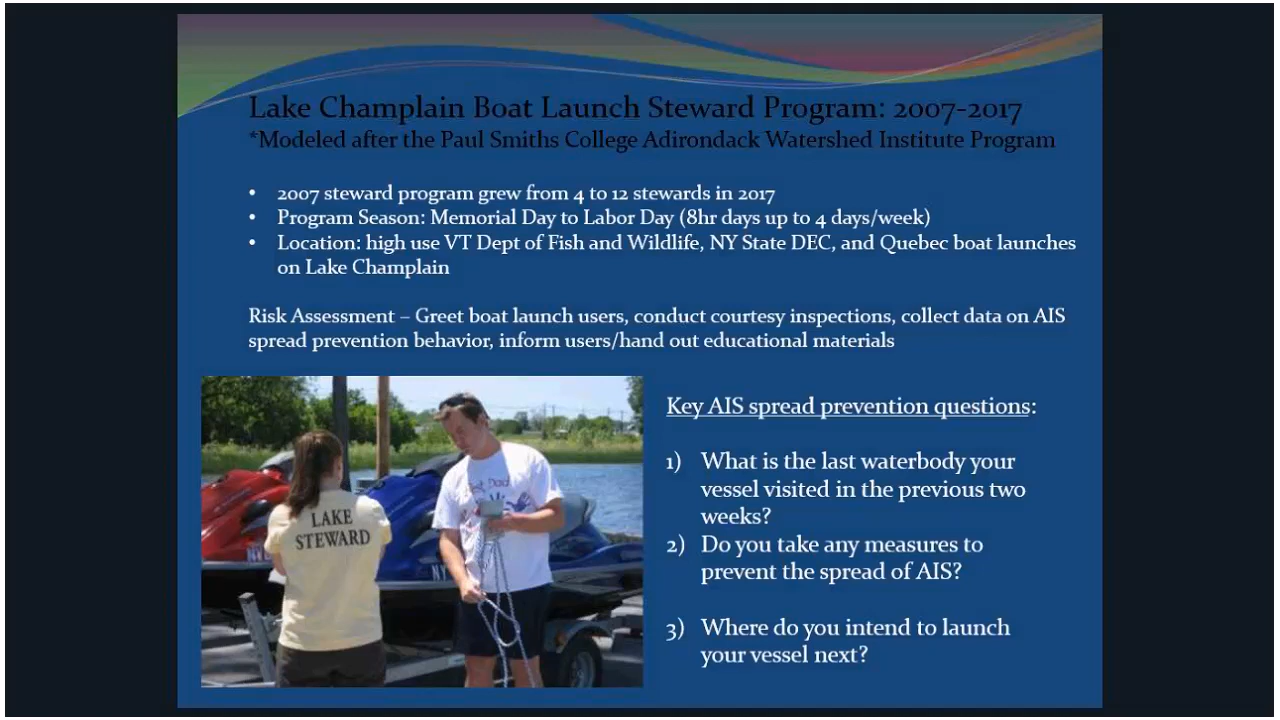 Lake Champlain Boat Launch Steward Program: 2007-2017
*Modeled after the Paul Smiths College Adirondack Watershed Institute Program
• 2007 steward program grew from 4 to 12 stewards in 2017
• Program Season: Memorial Day to Labor Day (8hr days up to 4 days/week)
• Location: high use VT Dept of Fish and Wildlife, NY State DEC, and Quebec boat launches
on Lake Champlain
Risk Assessment – Greet boat launch users, conduct courtesy inspections, collect data on AIS
spread prevention behavior, inform users/hand out educational materials
LAKE
STEWARD
NY
Key AIS spread prevention questions:
1) What is the last waterbody your
vessel visited in the previous two
weeks?
2) Do you take any measures to
prevent the spread of AIS?
3) Where do you intend to launch
your vessel next?